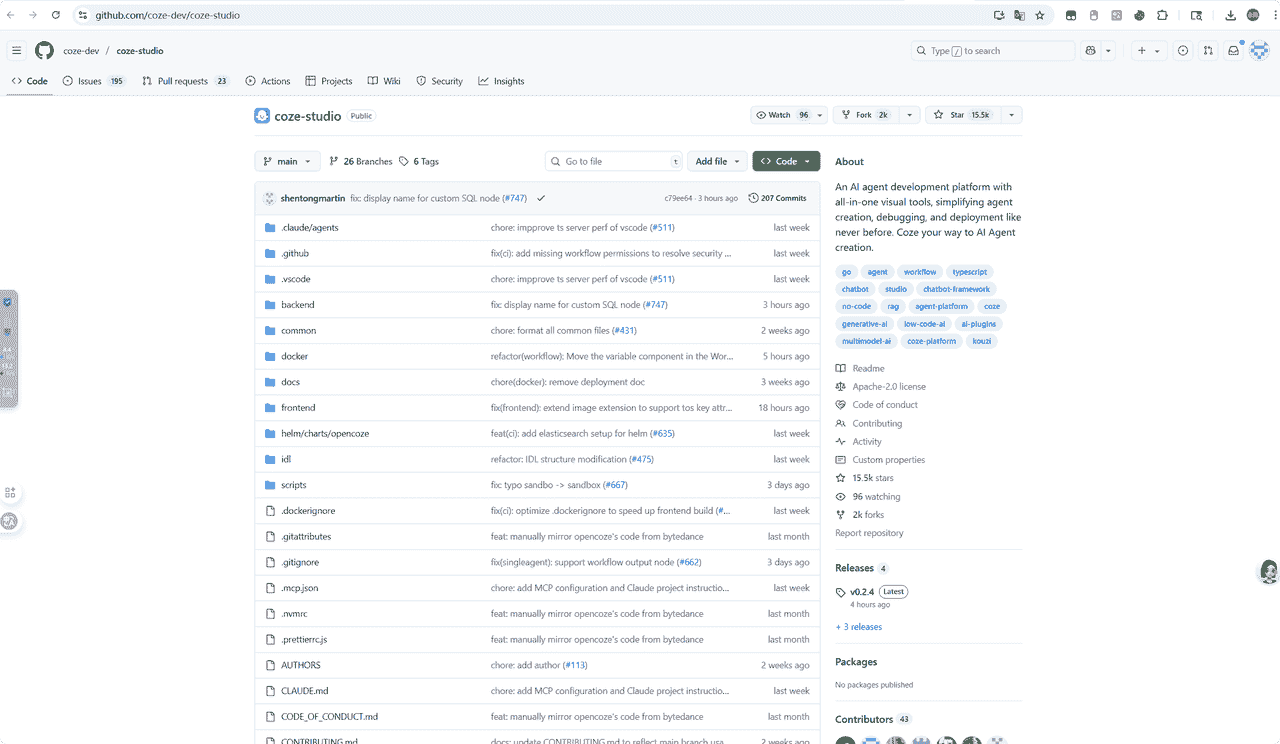 github.com/coze-dev/coze-studio
coze-dev / coze-studio
Type / to search
Code Issues 195 Pull requests 23 Actions Projects Wiki Security Insights
coze-studio Public
Watch 96 Fork 2k Star 15.5k
main 26 Branches 6 Tags Go to file t Add file Code
shentongmartin fix: display name for custom SQL node (#747) c79ee64 · 3 hours ago 207 Commits
.claude/agents chore: impprove ts server perf of vscode (#511) last week
.github fix(ci): add missing workflow permissions to resolve security ... last week
.vscode chore: impprove ts server perf of vscode (#511) last week
backend fix: display name for custom SQL node (#747) 3 hours ago
common chore: format all common files (#431) 2 weeks ago
docker refactor(workflow): Move the variable component in the Wor... 5 hours ago
docs chore(docker): remove deployment doc 3 weeks ago
frontend fix(frontend): extend image extension to support tos key attr... 18 hours ago
helm/charts/opencoze feat(ci): add elasticsearch setup for helm (#635) last week
idl refactor: IDL structure modification (#475) last week
scripts fix: typo sandbo -> sandbox (#667) 3 days ago
.dockerignore fix(ci): optimize .dockerignore to speed up frontend build (#... last week
.gitattributes feat: manually mirror opencoze's code from bytedance last month
.gitignore fix(singleagent): support workflow output node (#662) 3 days ago
.mcp.json chore: add MCP configuration and Claude project instructio... last week
.nvmrc feat: manually mirror opencoze's code from bytedance last month
.prettierrc.js feat: manually mirror opencoze's code from bytedance last month
AUTHORS chore: add author (#113) 2 weeks ago
CLAUDE.md chore: add MCP configuration and Claude project instructio... last week
CODE_OF_CONDUCT.md feat: manually mirror opencoze's code from bytedance last month
CONTRIBUTING.md docs: update CONTRIBUTING.md to reflect main branch usa... 2 weeks ago
About
An AI agent development platform with
all-in-one visual tools, simplifying agent
creation, debugging, and deployment like
never before. Coze your way to AI Agent
creation.
go agent workflow typescript
chatbot studio chatbot-framework
no-code rag agent-platform coze
generative-ai low-code-ai ai-plugins
multimodel-ai coze-platform kouzi
Readme
Apache-2.0 license
Code of conduct
Contributing
Activity
Custom properties
15.5k stars
96 watching
2k forks
Report repository
Releases 4
v0.2.4 Latest
4 hours ago
+ 3 releases
Packages
No packages published
Contributors 43